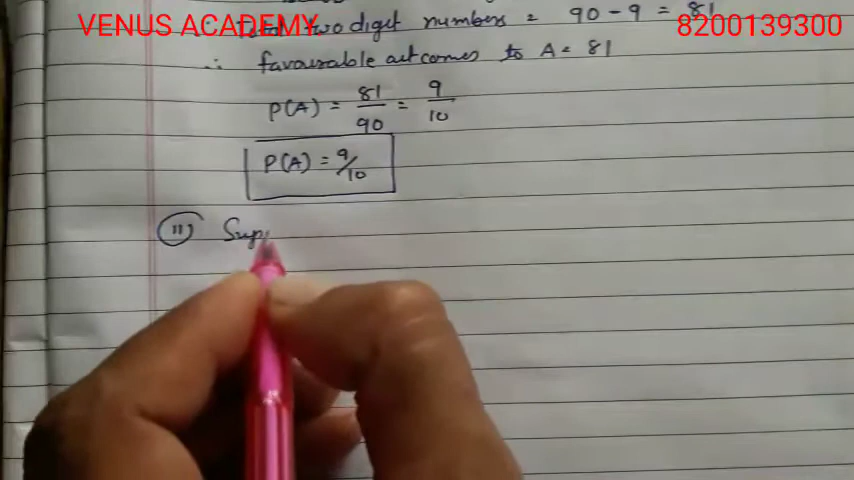 VENUS ACADEMY
8200139300
Total two digit numbers = 90 - 9 = 81
∴ favourable outcomes to A = 81
P(A) = 81/90 = 9/10
P(A) = 9/10
(ii) Sup